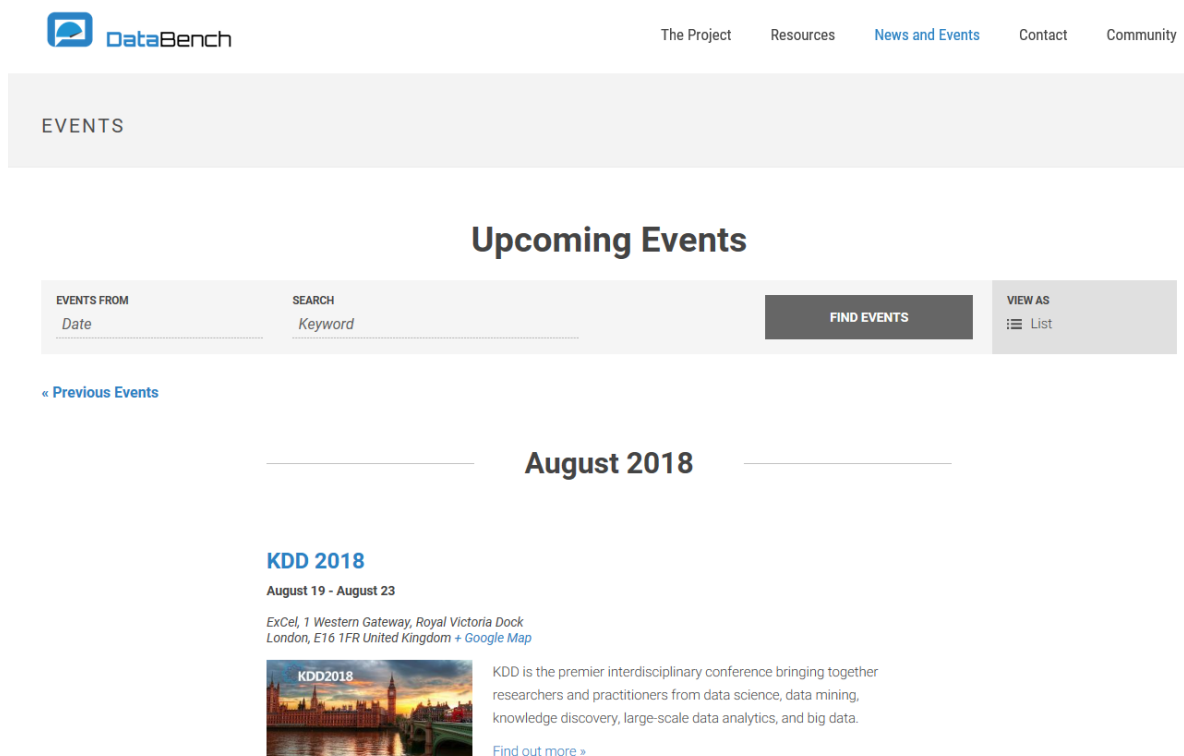 DataBench
The Project Resources News and Events Contact Community
EVENTS
Upcoming Events
EVENTS FROM
Date
SEARCH
Keyword
FIND EVENTS
VIEW AS
List
« Previous Events
August 2018
KDD 2018
August 19 - August 23
ExCel, 1 Western Gateway, Royal Victoria Dock
London, E16 1FR United Kingdom + Google Map
KDD2018
KDD is the premier interdisciplinary conference bringing together
researchers and practitioners from data science, data mining,
knowledge discovery, large-scale data analytics, and big data.
Find out more »